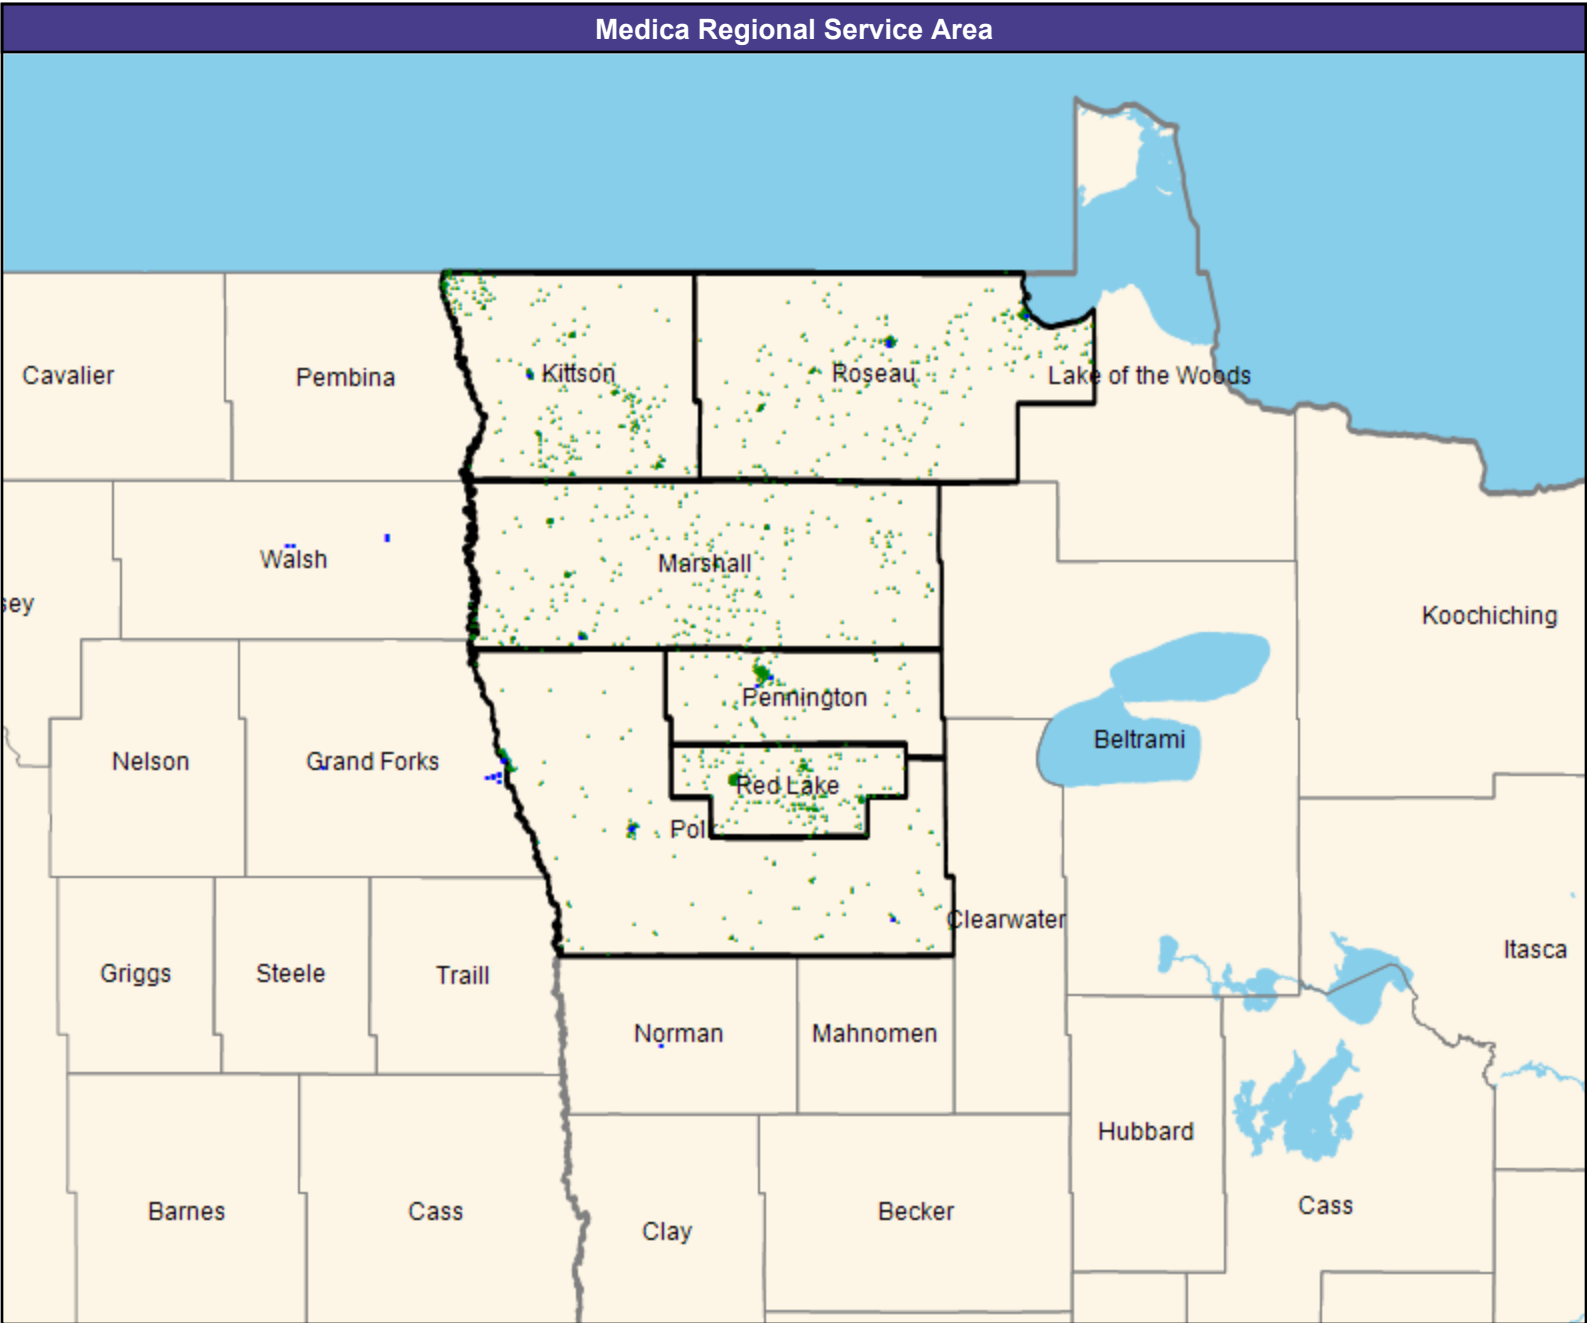 Medica Regional Service Area
Cavalier
Pembina
Kittson
Roseau
Lake of the Woods
Walsh
Marshall
sey
Koochiching
Pennington
Nelson
Grand Forks
Beltrami
Red Lake
Pol
Clearwater
Griggs
Steele
Traill
Itasca
Norman
Mahnomen
Hubbard
Barnes
Cass
Clay
Becker
Cass